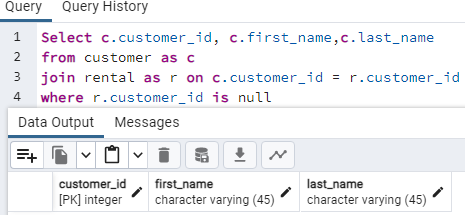 Query Query History
1 Select c.customer_id, c.first_name,c.last_name
2 from customer as c
3 join rental as r on c.customer_id = r.customer_id
4 where r.customer_id is null
Data Output Messages
customer_id first_name last_name
[PK] integer character varying (45) character varying (45)